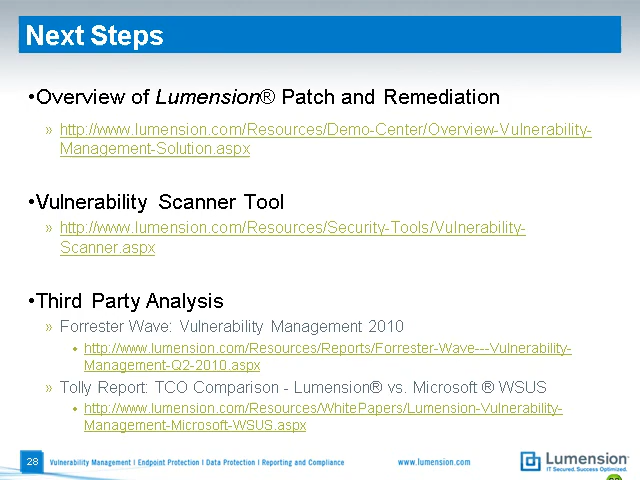 Next Steps
•Overview of Lumension® Patch and Remediation
» http://www.lumension.com/Resources/Demo-Center/Overview-Vulnerability-
Management-Solution.aspx
•Vulnerability Scanner Tool
» http://www.lumension.com/Resources/Security-Tools/Vulnerability-
Scanner.aspx
•Third Party Analysis
» Forrester Wave: Vulnerability Management 2010
• http://www.lumension.com/Resources/Reports/Forrester-Wave---Vulnerability-
Management-Q2-2010.aspx
» Tolly Report: TCO Comparison - Lumension® vs. Microsoft ® WSUS
• http://www.lumension.com/Resources/WhitePapers/Lumension-Vulnerability-
Management-Microsoft-WSUS.aspx
28 Vulnerability Management | Endpoint Protection | Data Protection | Reporting and Compliance www.lumension.com Lumension®
IT Secured. Success Optimized.